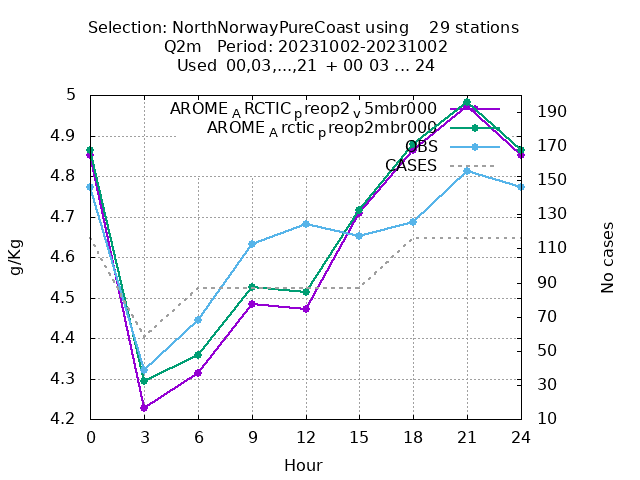 Selection: NorthNorwayPureCoast using 29 stations
Q2m Period: 20231002-20231002
Used 00,03,...,21 + 00 03 ... 24
AROME_ARCTIC_preop2_v5mbr000
AROME_Arctic_preop2mbr000
OBS
CASES
5
4.9
4.8
4.7
4.6
4.5
4.4
4.3
4.2
g/Kg
190
170
150
130
110
90
70
50
30
10
No cases
0 3 6 9 12 15 18 21 24
Hour